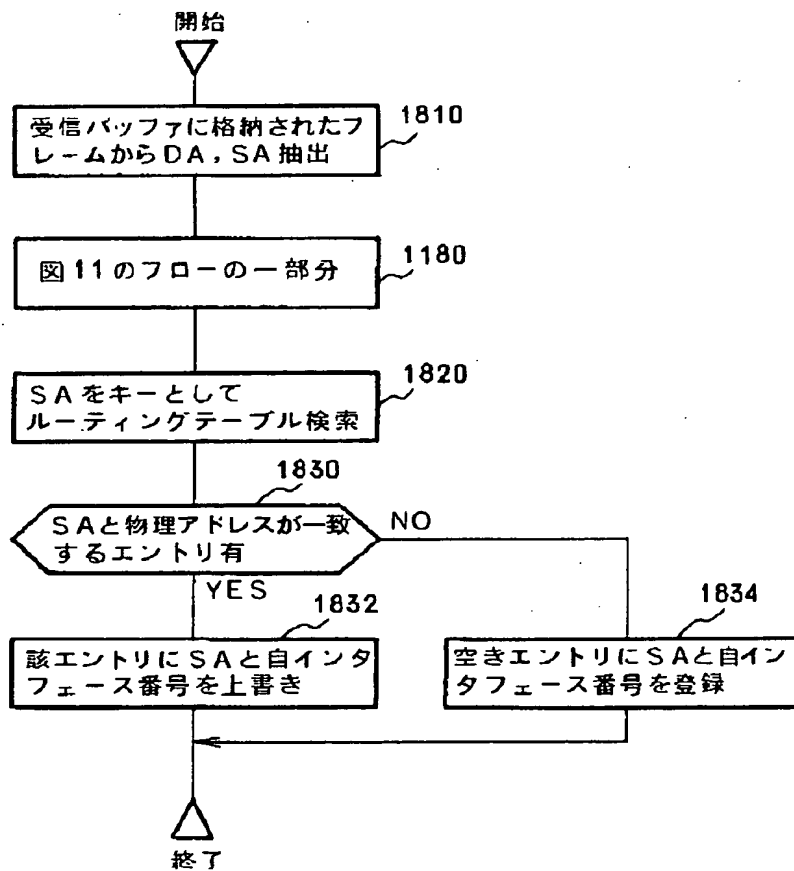 開始
1810
受信バッファに格納されたフ
レームからDA,SA抽出
1180
図11のフローの一部分
1820
SAをキーとして
ルーティングテーブル検索
1830
SAと物理アドレスが一致
するエントリ有
NO
YES
1832
1834
該エントリにSAと自インタ
フェース番号を上書き
空きエントリにSAと自イン
タフェース番号を登録
終了